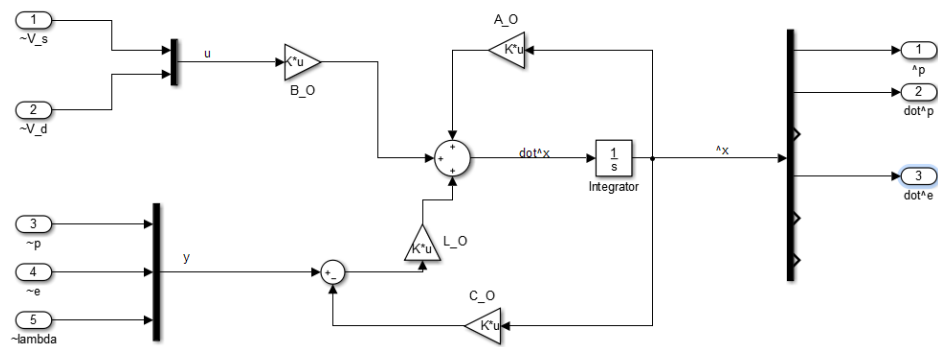 1
~V_s
2
~V_d
u
K*u
B_O
A_O
K*u
+
+
+
dot^x
1
s
Integrator
^x
1
^p
2
dot^p
3
dot^e
3
~p
4
~e
5
~lambda
y
+
-
K*u
L_O
C_O
K*u